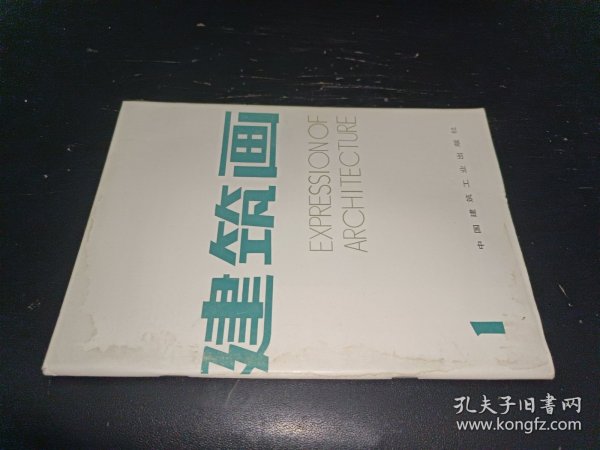 建筑画
EXPRESSION OF
ARCHITECTURE
中国建筑工业出版社
1
孔夫子旧書网
www.kongfz.com